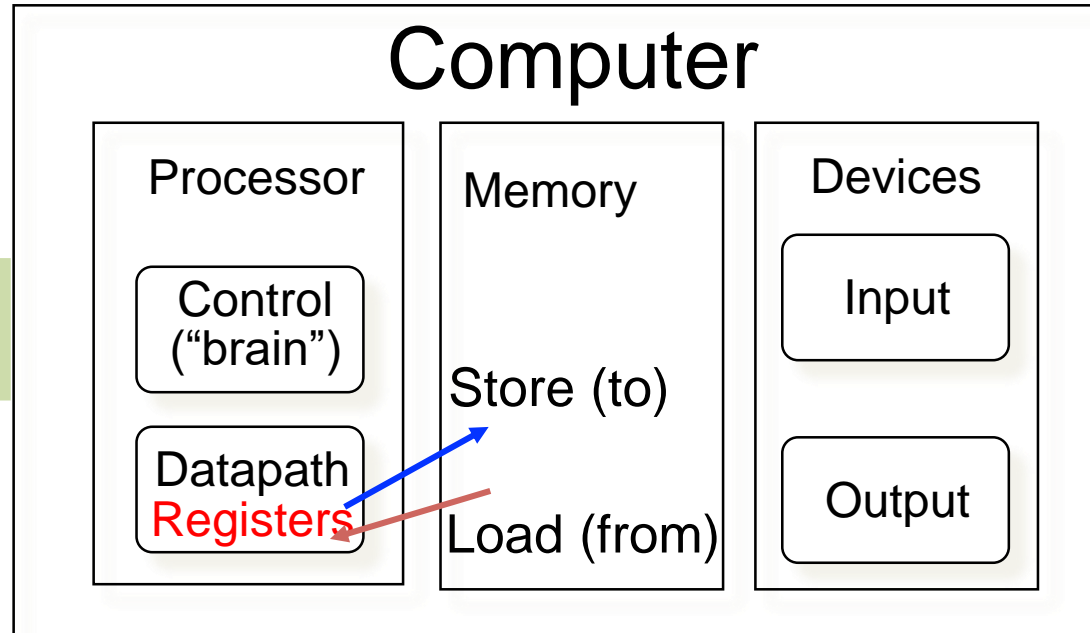 Computer
Processor
Control
(“brain”)
Datapath
Registers
Memory
Store (to)
Load (from)
Devices
Input
Output